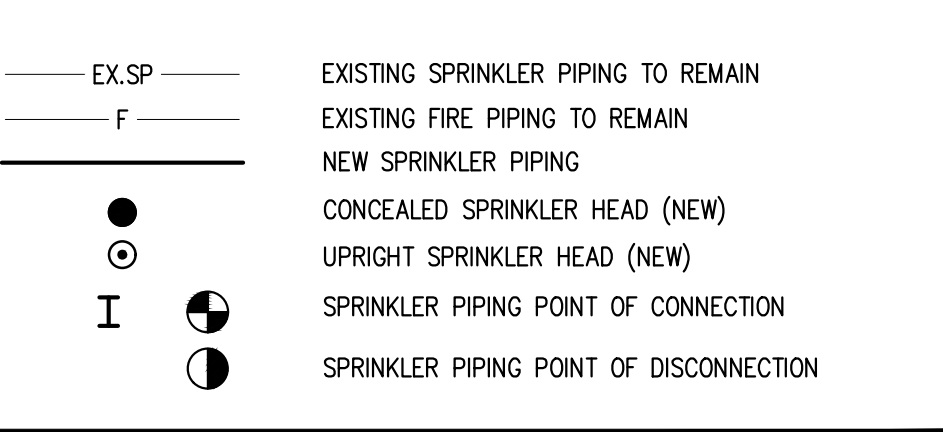 EX.SP EXISTING SPRINKLER PIPING TO REMAIN
F EXISTING FIRE PIPING TO REMAIN
NEW SPRINKLER PIPING
CONCEALED SPRINKLER HEAD (NEW)
UPRIGHT SPRINKLER HEAD (NEW)
SPRINKLER PIPING POINT OF CONNECTION
SPRINKLER PIPING POINT OF DISCONNECTION